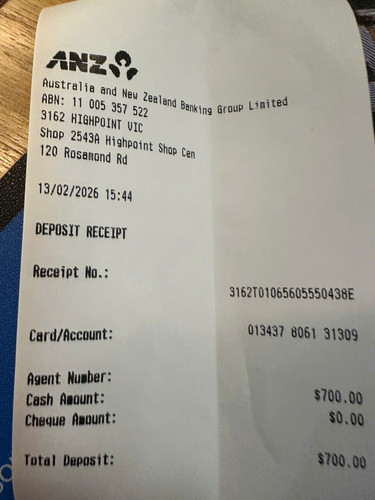 ANZ
Australia and New Zealand Banking Group Limited
ABN: 11 005 357 522
3162 HIGHPOINT VIC
Shop 2543A Highpoint Shop Cen
120 Rosamond Rd
13/02/2026 15:44
DEPOSIT RECEIPT
Receipt No.:
3162T01065605550438E
Card/Account: 013437 8061 31309
Agent Number:
Cash Amount: $700.00
Cheque Amount: $0.00
Total Deposit: $700.00